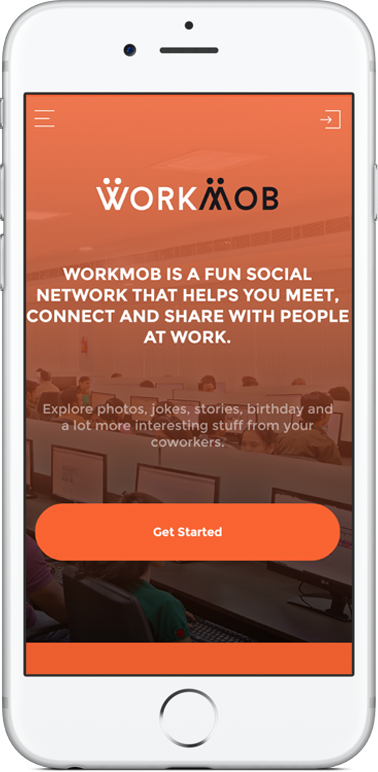 WORKMOB
WORKMOB IS A FUN SOCIAL
NETWORK THAT HELPS YOU MEET,
CONNECT AND SHARE WITH PEOPLE
AT WORK.
Explore photos, jokes, stories, birthday and
a lot more interesting stuff from your
coworkers.
Get Started